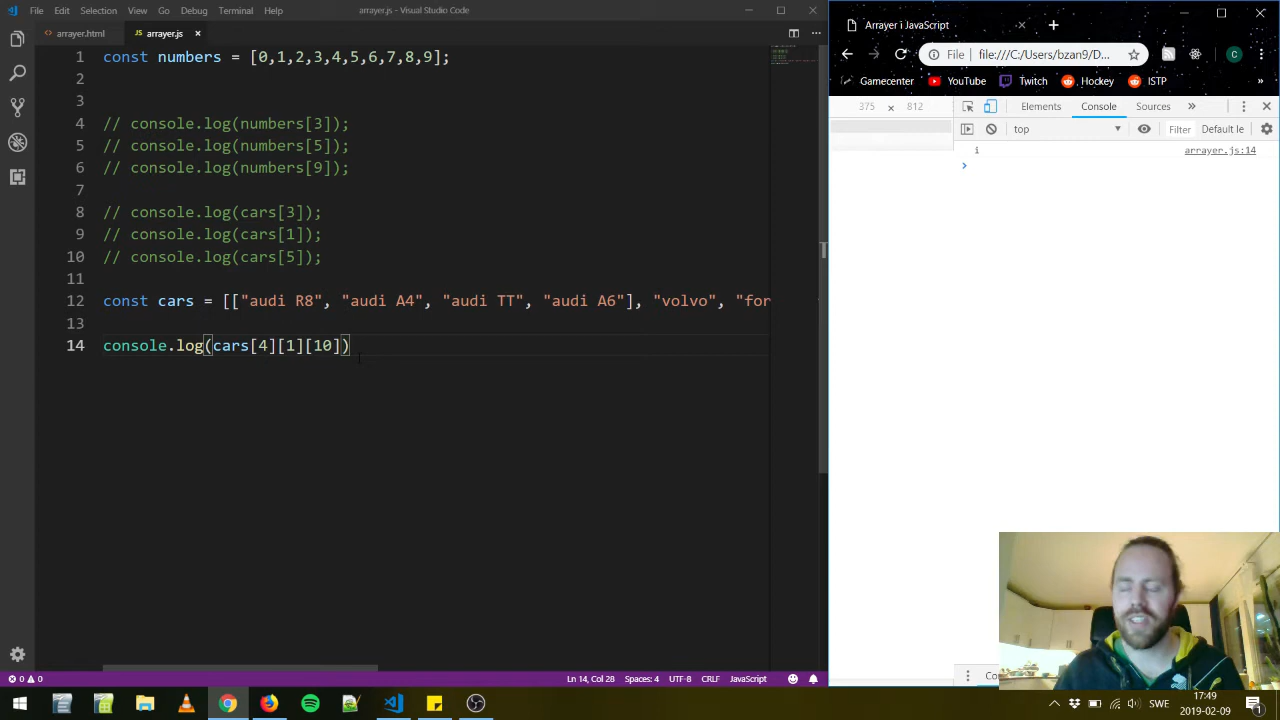 File Edit Selection View Go Debug Terminal Help
arrayer.js - Visual Studio Code
arrayer.html
arrayer.js
1 const numbers = [0,1,2,3,4,5,6,7,8,9];
2
3
4 // console.log(numbers[3]);
5 // console.log(numbers[5]);
6 // console.log(numbers[9]);
7
8 // console.log(cars[3]);
9 // console.log(cars[1]);
10 // console.log(cars[5]);
11
12 const cars = [["audi R8", "audi A4", "audi TT", "audi A6"], "volvo", "for
13
14 console.log(cars[4][1][10])
0 0
Ln 14, Col 28 Spaces: 4 UTF-8 CRLF JavaScript
Arrayer i JavaScript
File file:///C:/Users/bzan9/D...
C
Gamecenter YouTube Twitch Hockey ISTP
375 × 812
Elements Console Sources
top Filter Default le
i arrayer.js:14
Co
SWE
17:49
2019-02-09
1